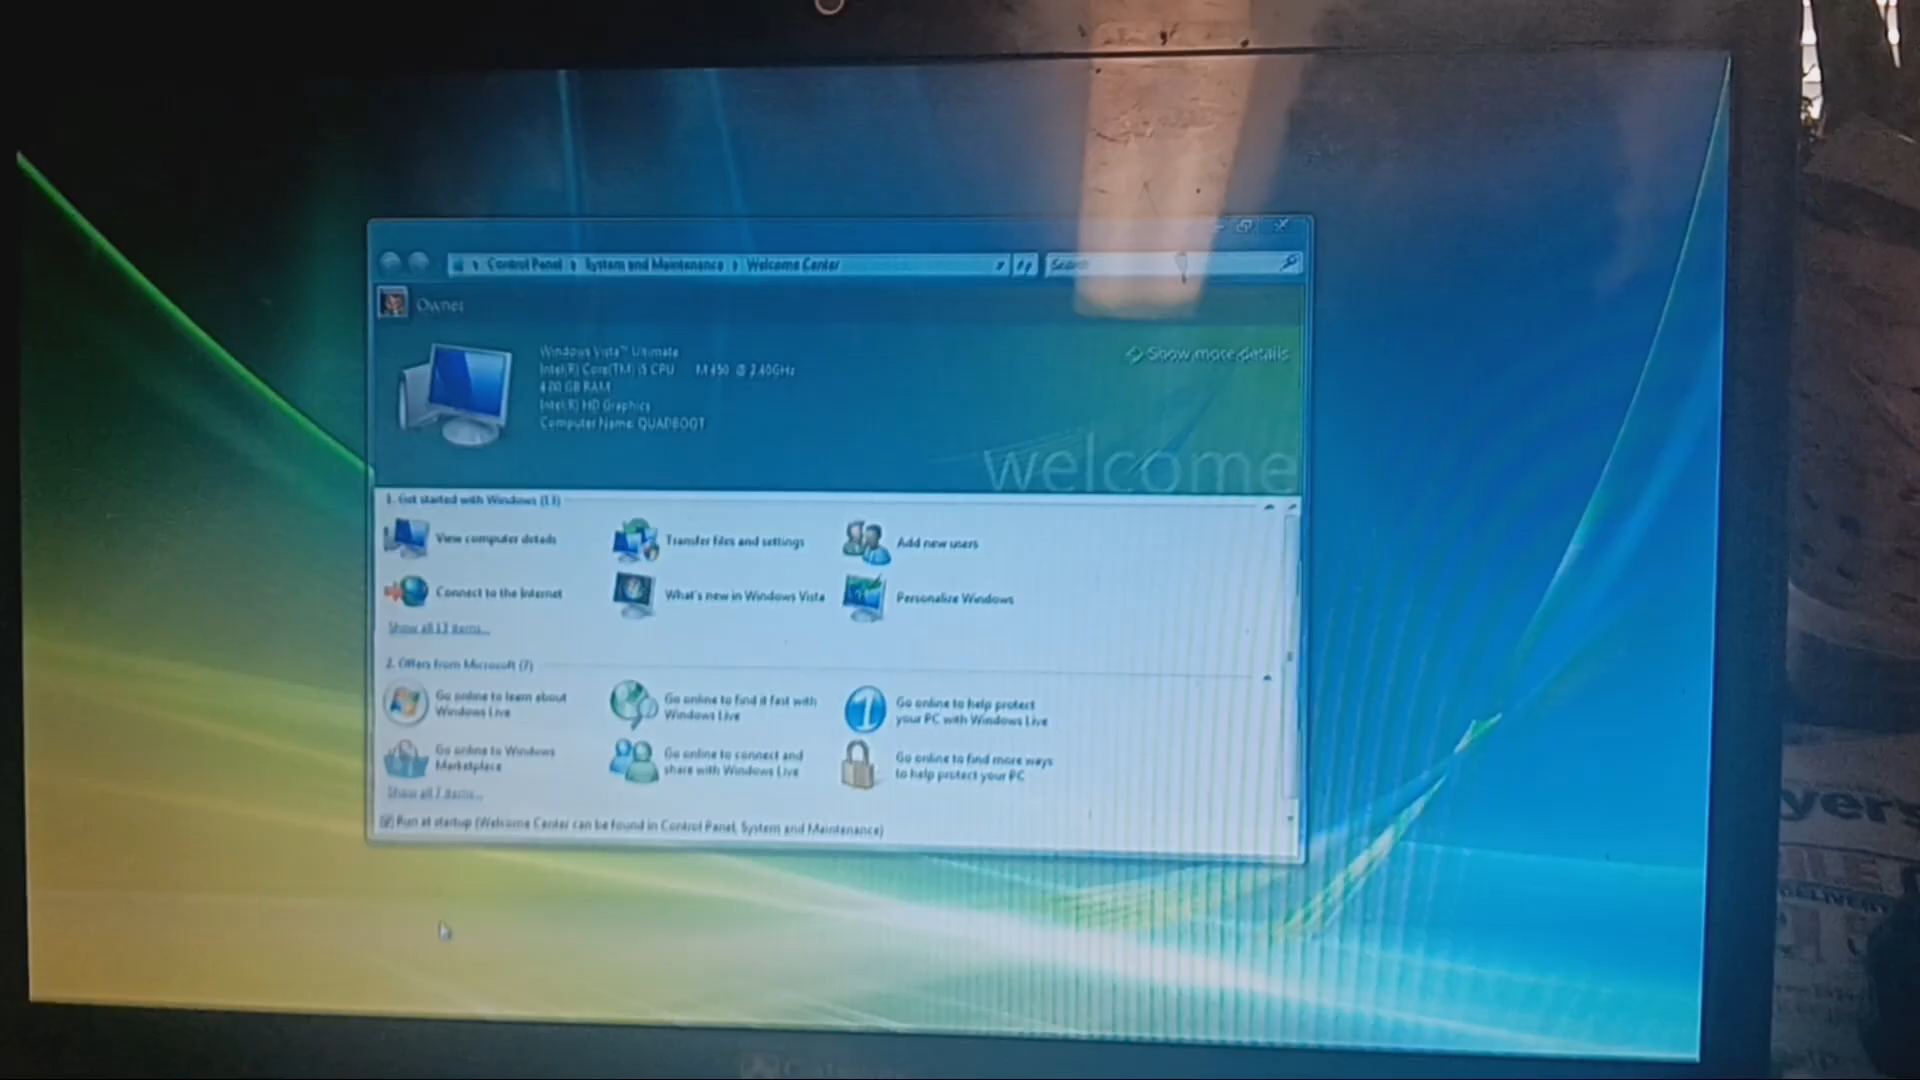 Control Panel System and Maintenance Welcome Center
Search
Owner
Windows Vista™ Ultimate
Intel(R) Core(TM) i5 CPU M 450 @ 2.40GHz
4.00 GB RAM
Intel(R) HD Graphics
Computer Name: QUADBOOT
Show more details
welcome
1. Get started with Windows (13)
View computer details
Transfer files and settings
Add new users
Connect to the Internet
What's new in Windows Vista
Personalize Windows
Show all 13 items...
2. Offers from Microsoft (7)
Go online to learn about
Windows Live
Go online to find it fast with
Windows Live
Go online to help protect
your PC with Windows Live
Go online to Windows
Marketplace
Go online to connect and
share with Windows Live
Go online to find more ways
to help protect your PC
Show all 7 items...
Run at startup (Welcome Center can be found in Control Panel, System and Maintenance)